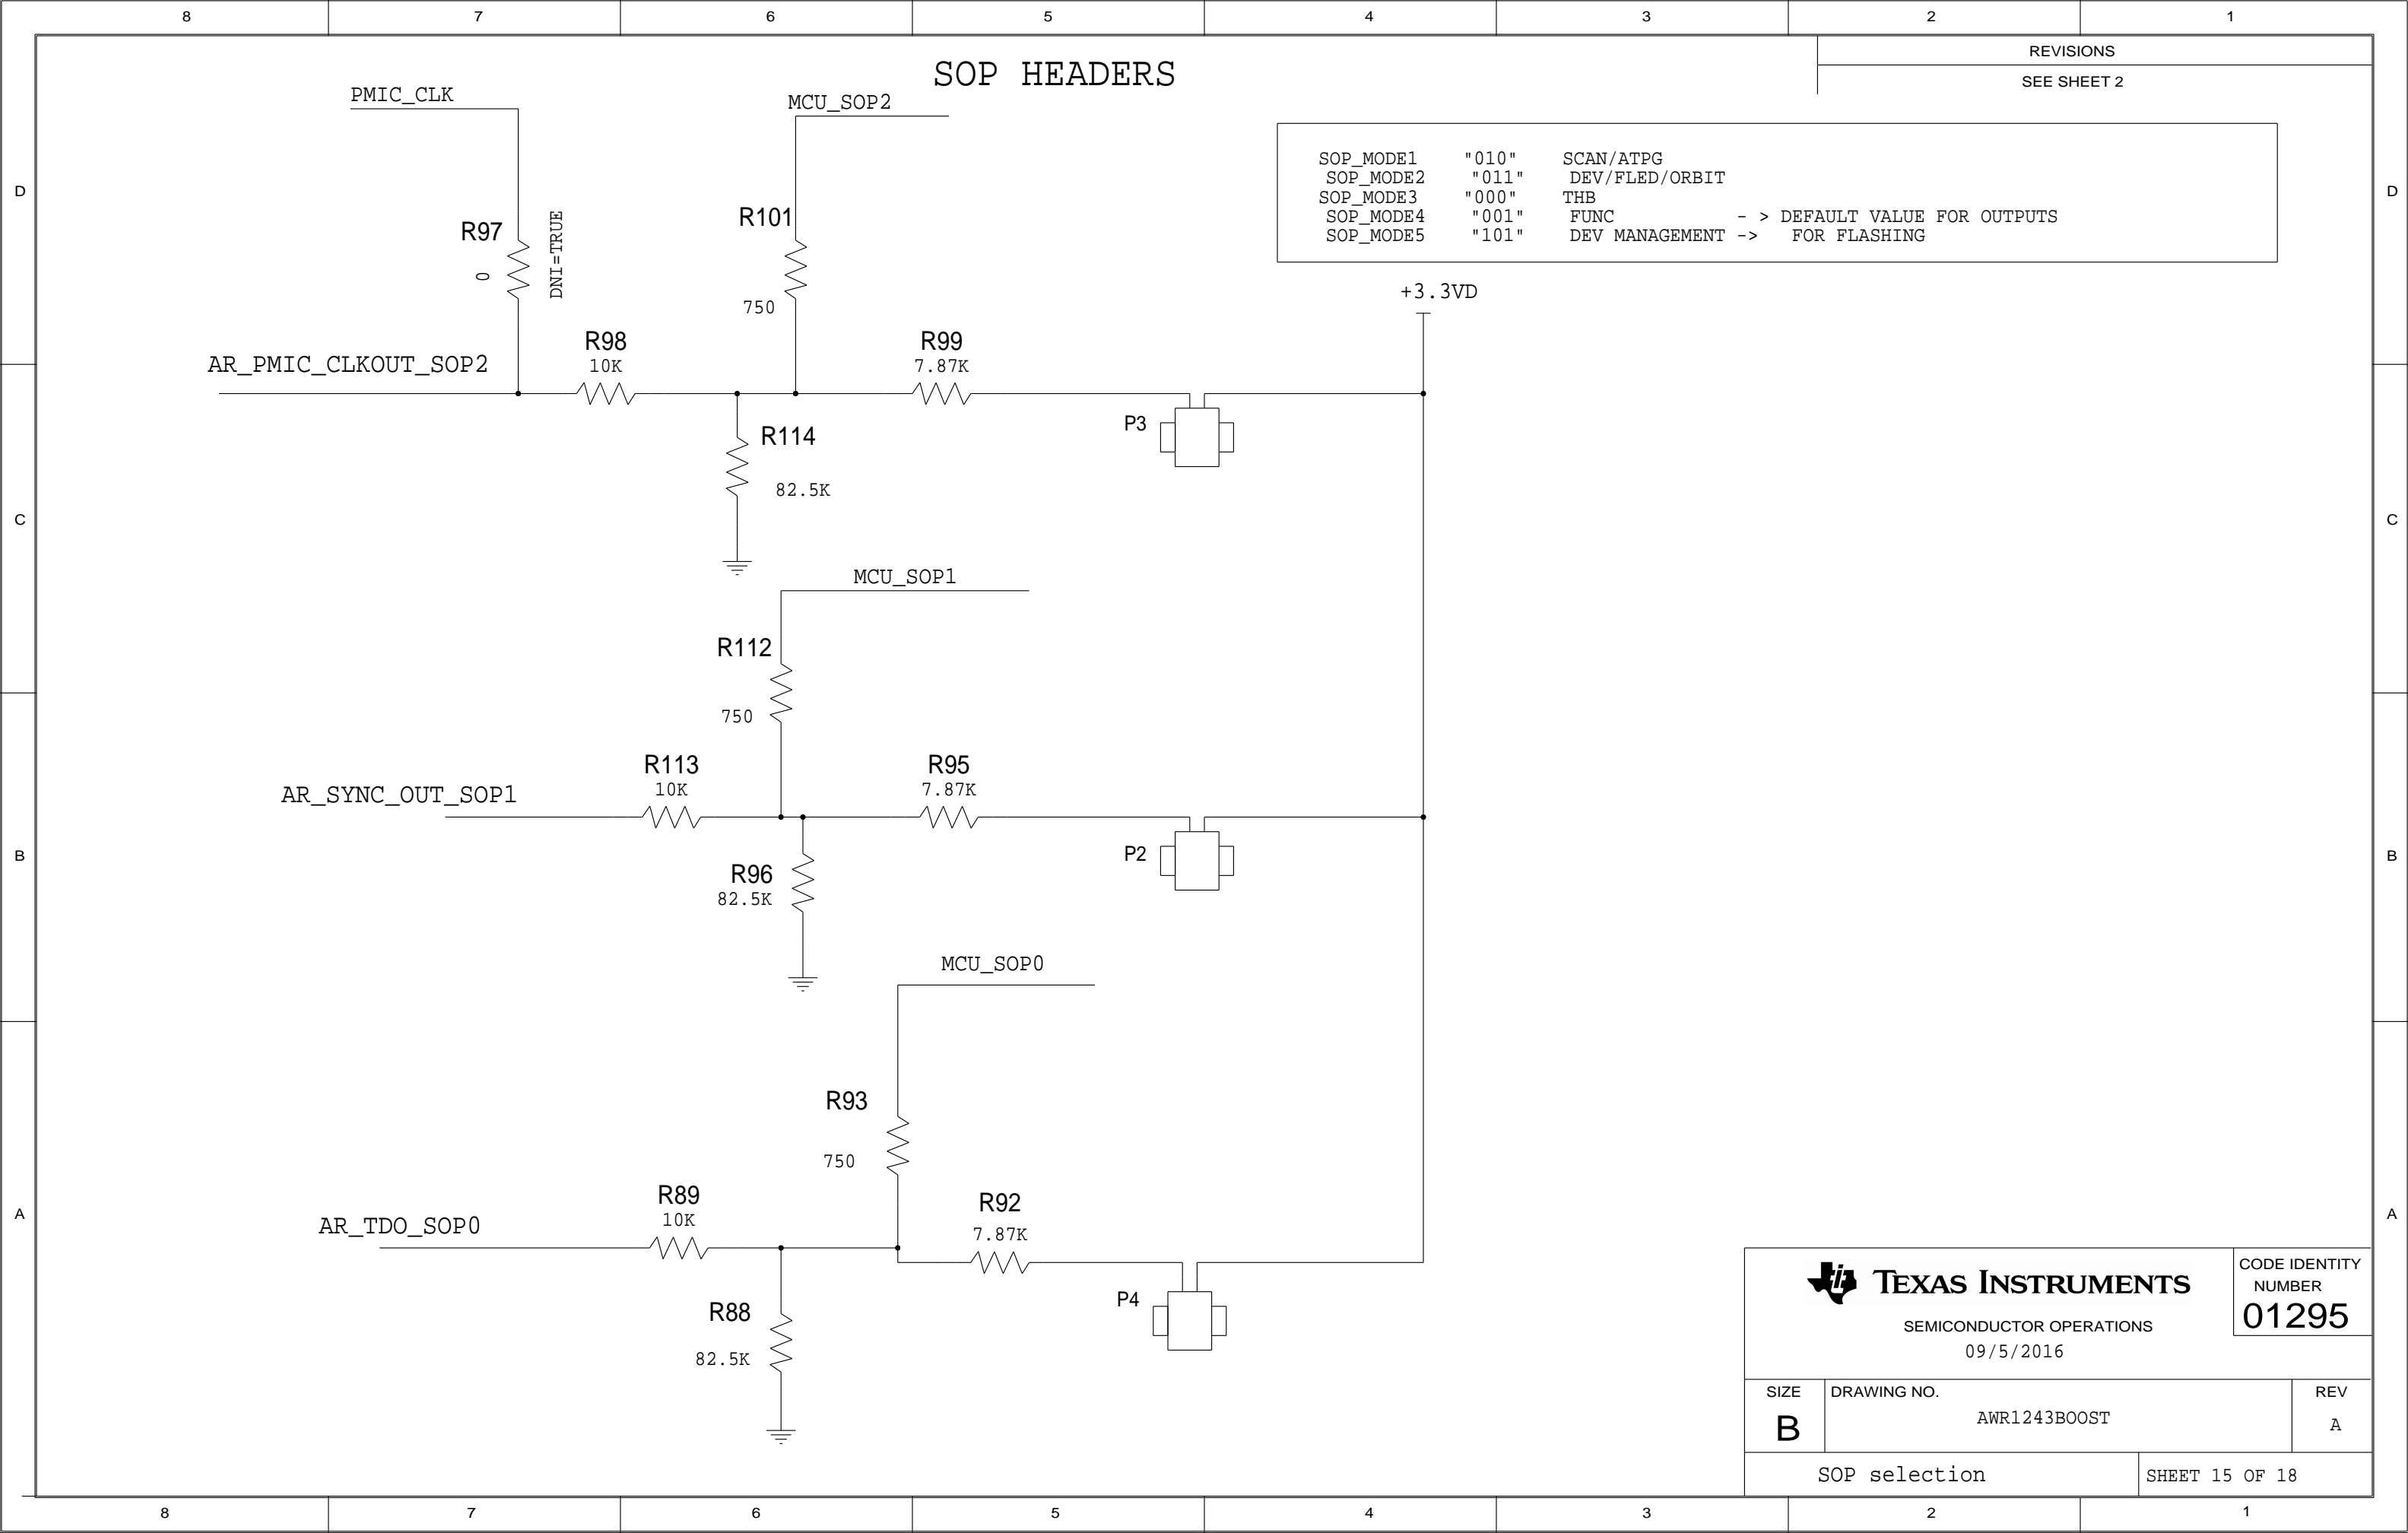 8 7 6 5 4 3 2 1
REVISIONS
SEE SHEET 2
SOP HEADERS
PMIC_CLK
MCU_SOP2
SOP_MODE1 "010" SCAN/ATPG
SOP_MODE2 "011" DEV/FLED/ORBIT
SOP_MODE3 "000" THB
SOP_MODE4 "001" FUNC - > DEFAULT VALUE FOR OUTPUTS
SOP_MODE5 "101" DEV MANAGEMENT -> FOR FLASHING
D
D
R97
0
DNI=TRUE
R101
750
+3.3VD
AR_PMIC_CLKOUT_SOP2
R98
10K
R99
7.87K
P3
R114
82.5K
C
C
MCU_SOP1
R112
750
AR_SYNC_OUT_SOP1
R113
10K
R95
7.87K
P2
R96
82.5K
B
B
MCU_SOP0
R93
750
AR_TDO_SOP0
R89
10K
R92
7.87K
P4
R88
82.5K
A
A
TEXAS INSTRUMENTS
SEMICONDUCTOR OPERATIONS
09/5/2016
CODE IDENTITY
NUMBER
01295
SIZE
B
DRAWING NO.
AWR1243BOOST
REV
A
SOP selection
SHEET 15 OF 18
8 7 6 5 4 3 2 1